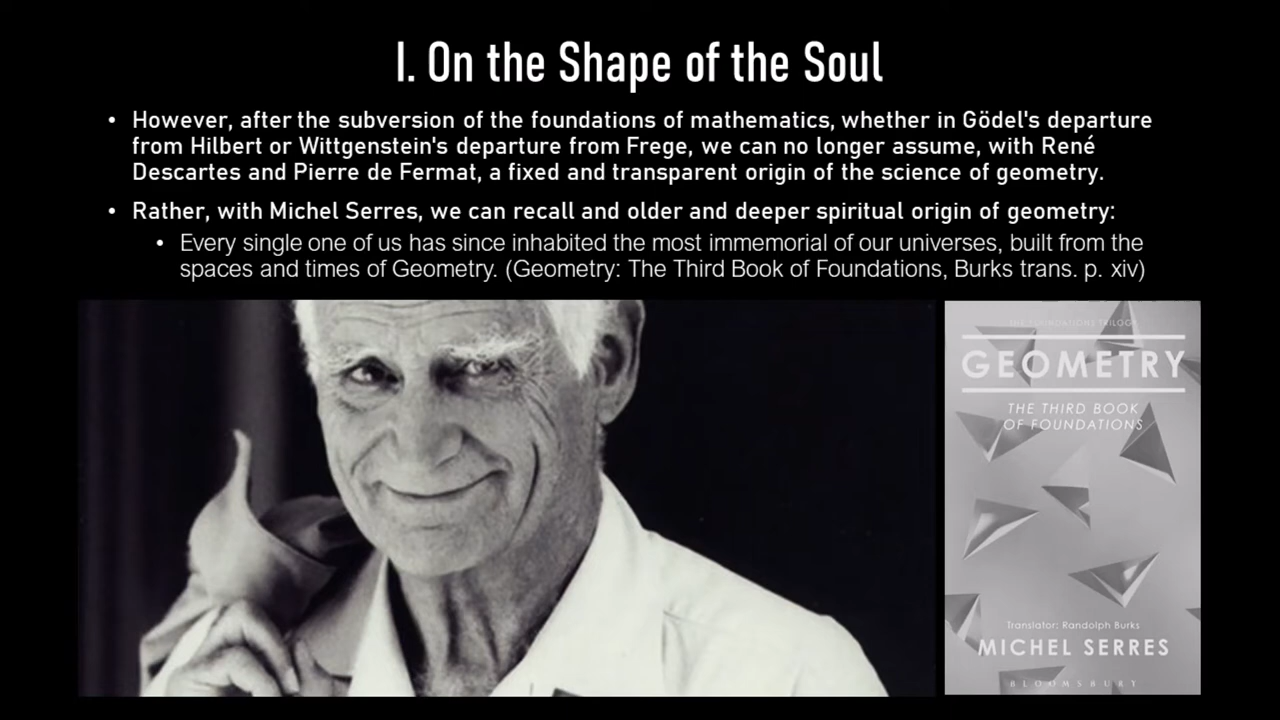 I. On the Shape of the Soul
• However, after the subversion of the foundations of mathematics, whether in Gödel's departure
from Hilbert or Wittgenstein's departure from Frege, we can no longer assume, with René
Descartes and Pierre de Fermat, a fixed and transparent origin of the science of geometry.
• Rather, with Michel Serres, we can recall and older and deeper spiritual origin of geometry:
• Every single one of us has since inhabited the most immemorial of our universes, built from the
spaces and times of Geometry. (Geometry: The Third Book of Foundations, Burks trans. p. xiv)
THE FOUNDATIONS TRILOGY
GEOMETRY
THE THIRD BOOK
OF FOUNDATIONS
Translator: Randolph Burks
MICHEL SERRES
BLOOMSBURY